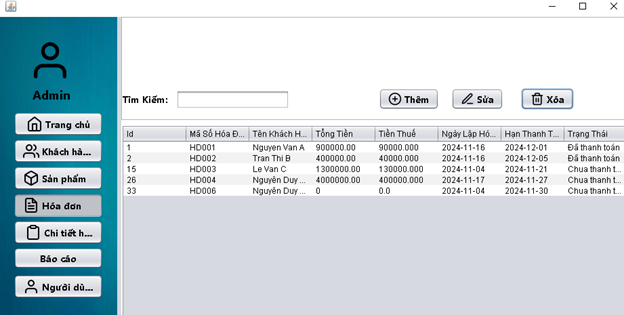 Admin
Trang chủ
Khách hà...
Sản phẩm
Hóa đơn
Chi tiết h...
Báo cáo
Người dù...
Tìm Kiếm:
Thêm
Sửa
Xóa
Id Mã Số Hóa Đ... Tên Khách H... Tổng Tiền Tiền Thuế Ngày Lập Hó... Hạn Thanh T... Trạng Thái
1 HD001 Nguyen Van A 900000.00 90000.000 2024-11-16 2024-12-01 Đã thanh toán
2 HD002 Tran Thi B 400000.00 40000.000 2024-11-16 2024-12-05 Đã thanh toán
15 HD003 Le Van C 1300000.00 130000.000 2024-11-04 2024-11-21 Chua thanh t...
26 HD004 Nguyễn Duy ... 4000000.00 400000.000 2024-11-17 2024-11-27 Chua thanh t...
33 HD006 Nguyễn Duy ... 0 0.0 2024-11-04 2024-11-30 Chua thanh t...